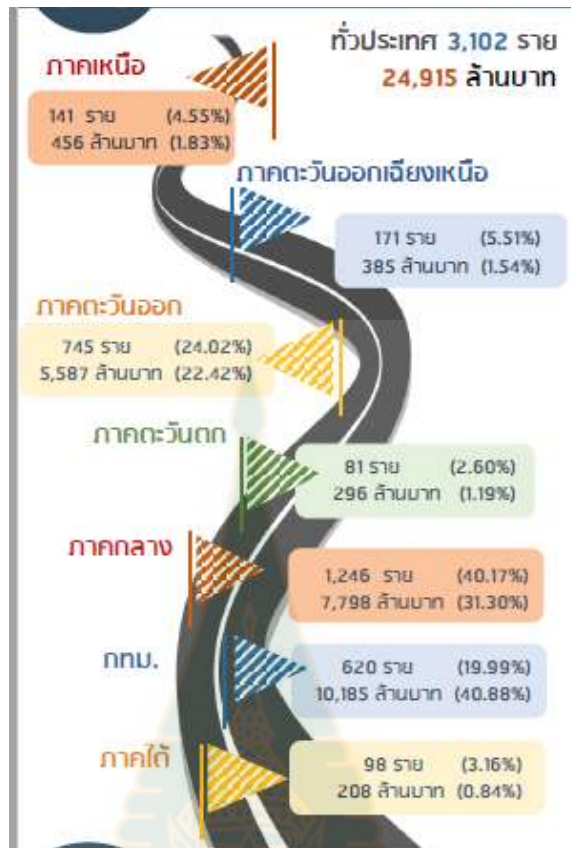 ทั่วประเทศ 3,102 ราย
24,915 ล้านบาท
ภาคเหนือ
141 ราย (4.55%)
456 ล้านบาท (1.83%)
ภาคตะวันออกเฉียงเหนือ
171 ราย (5.51%)
385 ล้านบาท (1.54%)
ภาคตะวันออก
745 ราย (24.02%)
5,587 ล้านบาท (22.42%)
ภาคตะวันตก
81 ราย (2.60%)
296 ล้านบาท (1.19%)
ภาคกลาง
1,246 ราย (40.17%)
7,798 ล้านบาท (31.30%)
กทม.
620 ราย (19.99%)
10,185 ล้านบาท (40.88%)
ภาคใต้
98 ราย (3.16%)
208 ล้านบาท (0.84%)